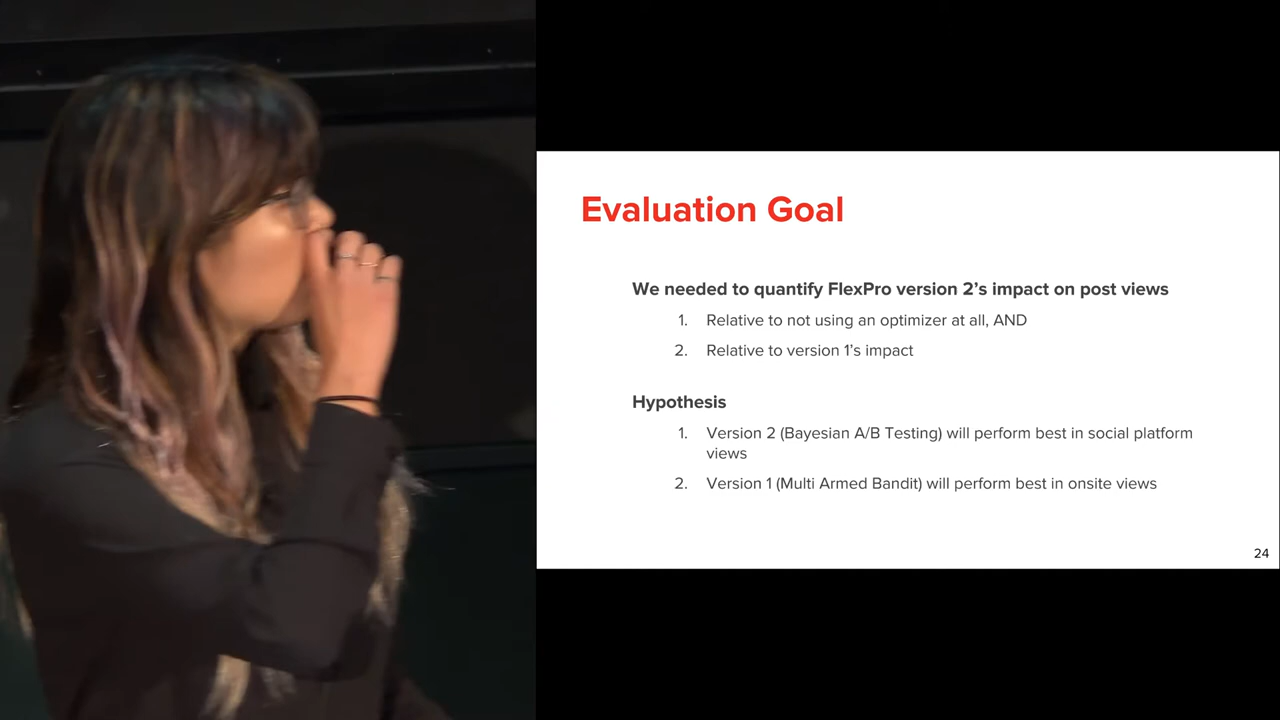 Evaluation Goal
We needed to quantify FlexPro version 2’s impact on post views
1. Relative to not using an optimizer at all, AND
2. Relative to version 1’s impact
Hypothesis
1. Version 2 (Bayesian A/B Testing) will perform best in social platform
views
2. Version 1 (Multi Armed Bandit) will perform best in onsite views
24